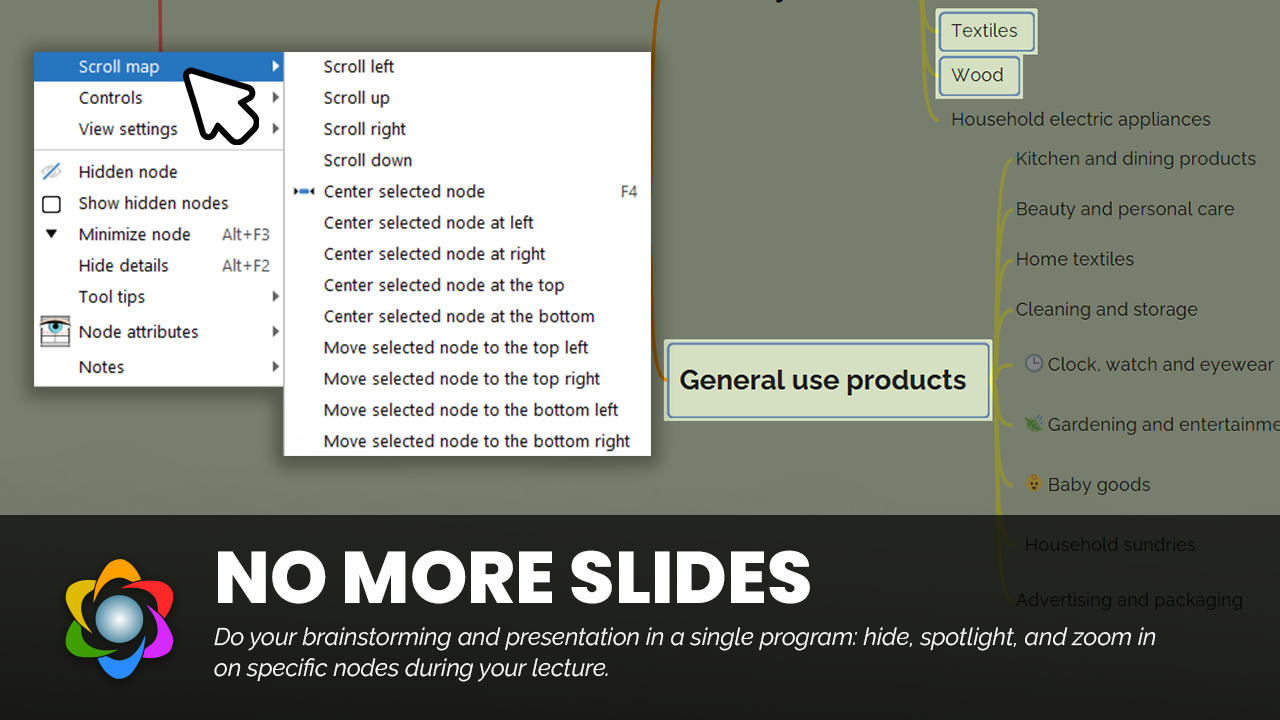 Textiles
Wood
Household electric appliances
Kitchen and dining products
Beauty and personal care
Home textiles
Cleaning and storage
Clock, watch and eyewear
Gardening and entertainme
Baby goods
Household sundries
Advertising and packaging
General use products
Scroll map
Controls
View settings
Hidden node
Show hidden nodes
Minimize node Alt+F3
Hide details Alt+F2
Tool tips
Node attributes
Notes
Scroll left
Scroll up
Scroll right
Scroll down
Center selected node F4
Center selected node at left
Center selected node at right
Center selected node at the top
Center selected node at the bottom
Move selected node to the top left
Move selected node to the top right
Move selected node to the bottom left
Move selected node to the bottom right
NO MORE SLIDES
Do your brainstorming and presentation in a single program: hide, spotlight, and zoom in
on specific nodes during your lecture.